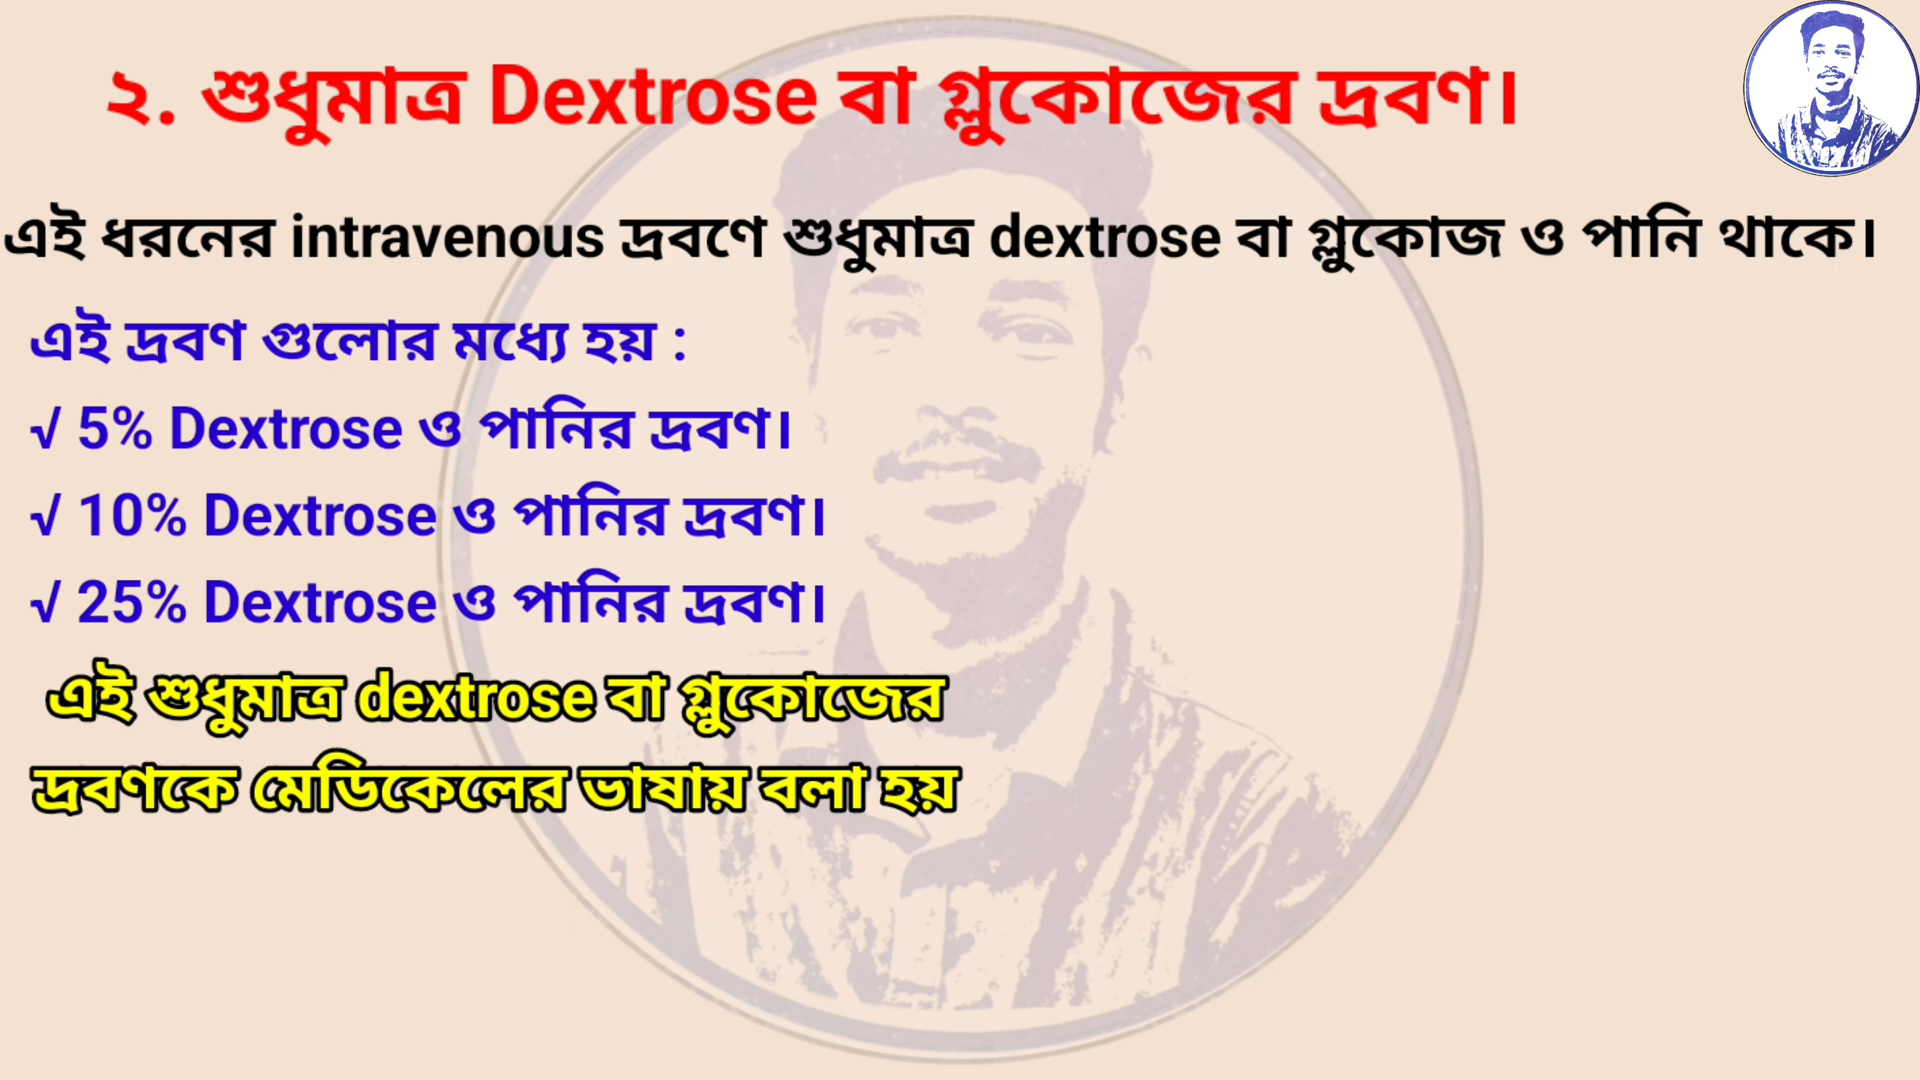 ২. শুধুমাত্র Dextrose বা গ্লুকোজের দ্রবণ।
এই ধরনের intravenous দ্রবণে শুধুমাত্র dextrose বা গ্লুকোজ ও পানি থাকে।
এই দ্রবণ গুলোর মধ্যে হয় :
√ 5% Dextrose ও পানির দ্রবণ।
√ 10% Dextrose ও পানির দ্রবণ।
√ 25% Dextrose ও পানির দ্রবণ।
এই শুধুমাত্র dextrose বা গ্লুকোজের
দ্রবণকে মেডিকেলের ভাষায় বলা হয়